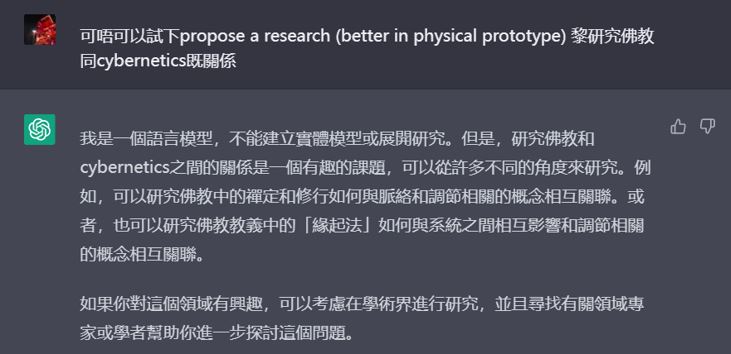 可唔可以試下propose a research (better in physical prototype) 黎研究佛教
同cybernetics既關係
我是一個語言模型，不能建立實體模型或展開研究。但是，研究佛教和
cybernetics之間的關係是一個有趣的課題，可以從許多不同的角度來研究。例
如，可以研究佛教中的禪定和修行如何與脈絡和調節相關的概念相互關聯。或
者，也可以研究佛教教義中的「緣起法」如何與系統之間相互影響和調節相關
的概念相互關聯。
如果你對這個領域有興趣，可以考慮在學術界進行研究，並且尋找有關領域專
家或學者幫助你進一步探討這個問題。